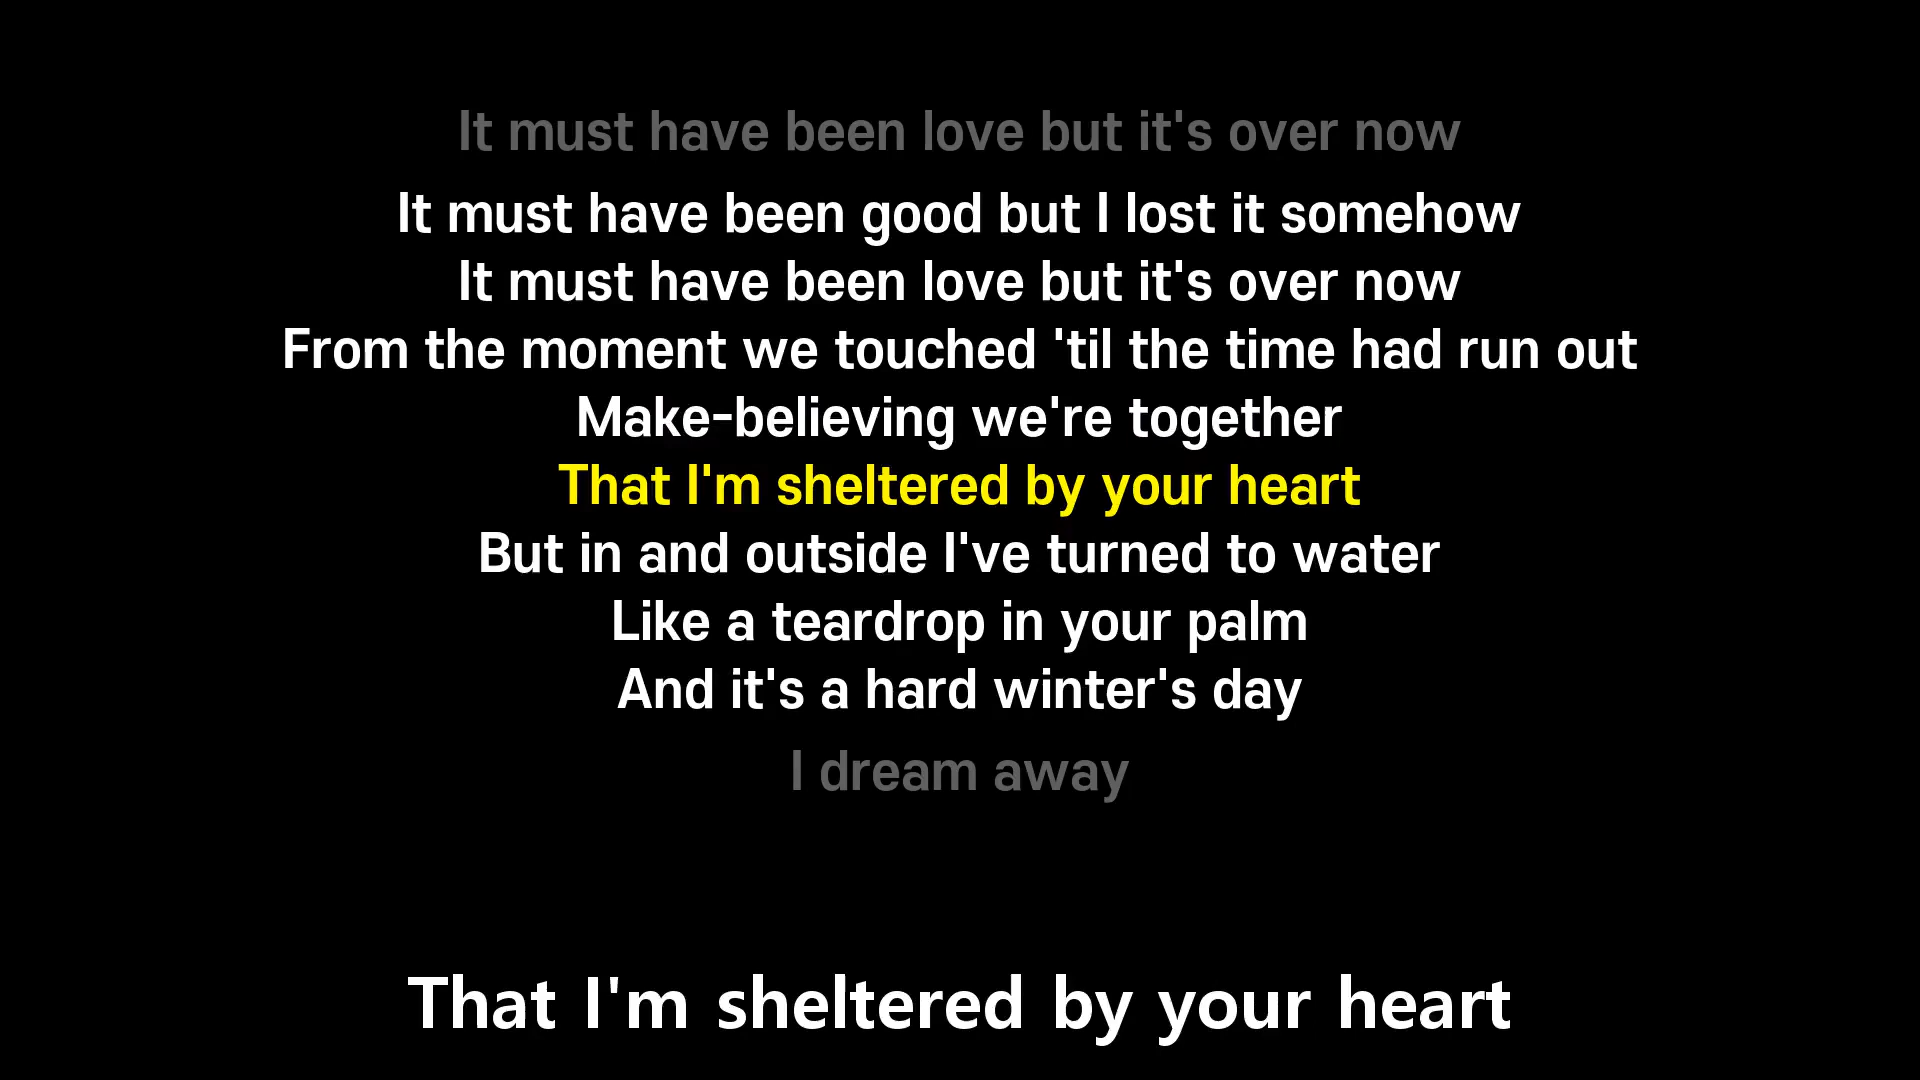 It must have been love but it's over now
It must have been good but I lost it somehow
It must have been love but it's over now
From the moment we touched 'til the time had run out
Make-believing we're together
That I'm sheltered by your heart
But in and outside I've turned to water
Like a teardrop in your palm
And it's a hard winter's day
I dream away
That I'm sheltered by your heart